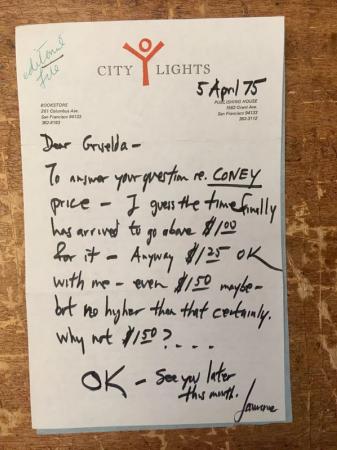 editorial
file
CITY LIGHTS
5 April 75
BOOKSTORE
261 Columbus Ave.
San Francisco 94133
362-8193
PUBLISHING HOUSE
1562 Grant Ave.
San Francisco 94133
362-3112
Dear Griselda –
To answer your question re. CONEY
price – I guess the time finally
has arrived to go above $1.00
for it – Anyway $1.25 OK
with me – even $1.50 maybe –
but no higher than that certainly.
Why not $1.50? ....
OK – See you later
this month.
Lawrence